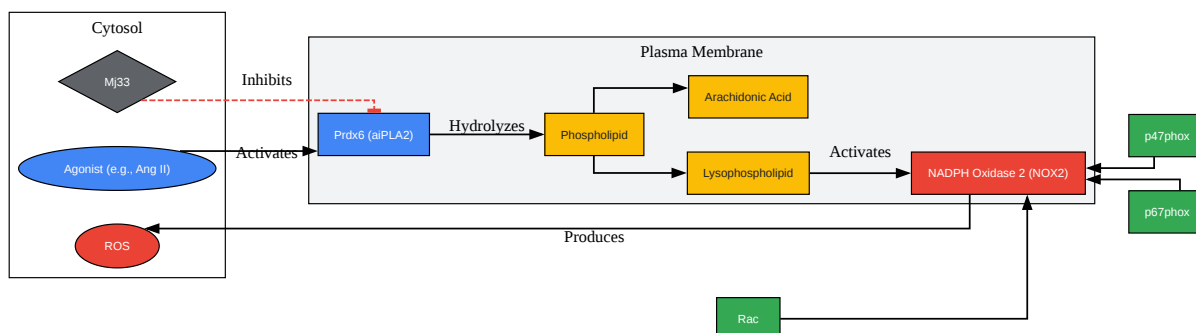 Cytosol
Mj33
Agonist (e.g., Ang II)
ROS
Inhibits
Activates
Plasma Membrane
Prdx6 (aiPLA2)
Hydrolyzes
Phospholipid
Arachidonic Acid
Lysophospholipid
Activates
NADPH Oxidase 2 (NOX2)
p47phox
p67phox
Produces
Rac